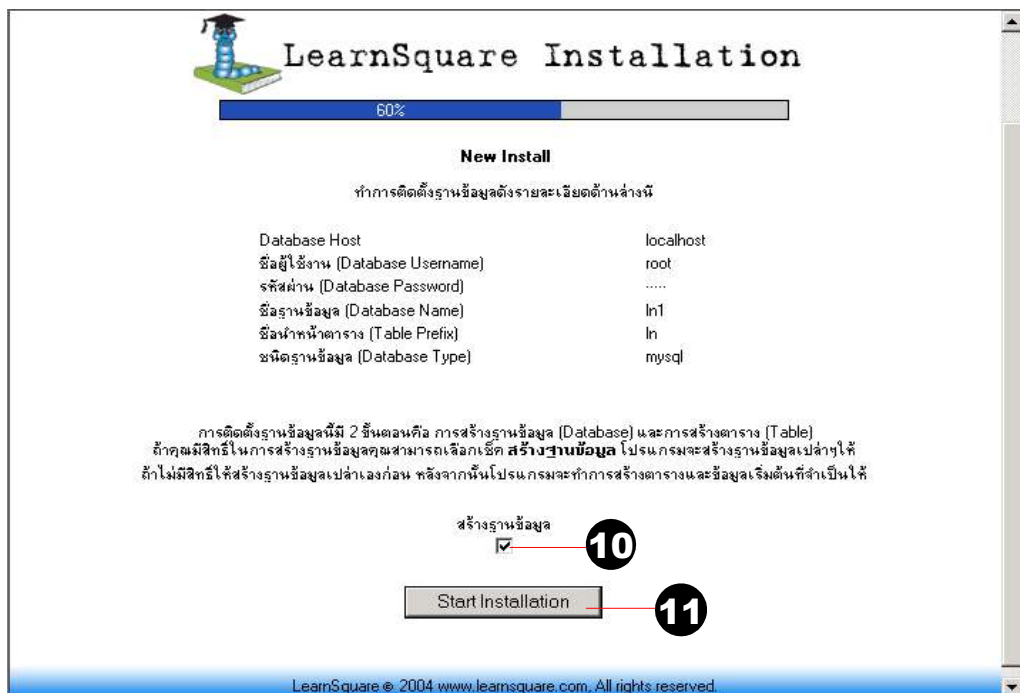 LearnSquare Installation
60%
New Install
ทำการติดตั้งฐานข้อมูลดังรายละเอียดด้านล่างนี้
Database Host localhost
ชื่อผู้ใช้งาน (Database Username) root
รหัสผ่าน (Database Password) .....
ชื่อฐานข้อมูล (Database Name) ln1
ชื่อนำหน้าตาราง (Table Prefix) ln
ชนิดฐานข้อมูล (Database Type) mysql
การติดตั้งฐานข้อมูลนี้มี 2 ขั้นตอนคือ การสร้างฐานข้อมูล (Database) และการสร้างตาราง (Table)
ถ้าคุณมีสิทธิ์ในการสร้างฐานข้อมูลคุณสามารถเลือกเช็ค สร้างฐานข้อมูล โปรแกรมจะสร้างฐานข้อมูลเปล่าๆให้
ถ้าไม่มีสิทธิ์ให้สร้างฐานข้อมูลเปล่าเองก่อน หลังจากนั้นโปรแกรมจะทำการสร้างตารางและข้อมูลเริ่มต้นที่จำเป็นให้
สร้างฐานข้อมูล
10
Start Installation
11
LearnSquare © 2004 www.learnsquare.com, All rights reserved.